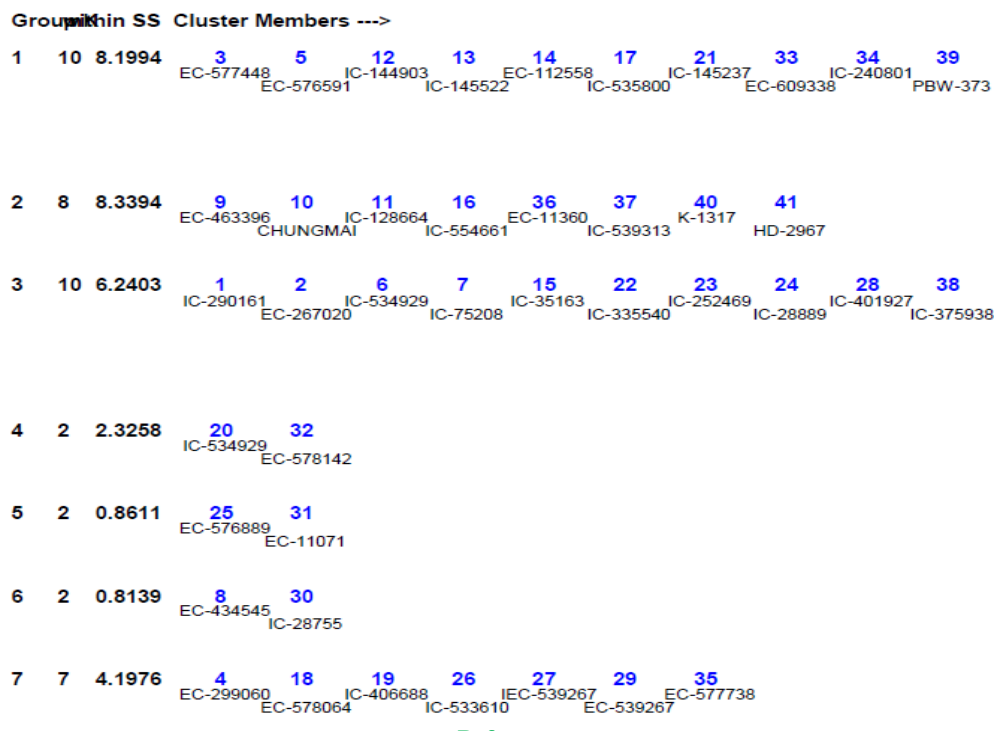 Group wK within SS Cluster Members --->
1 10 8.1994 3 5 12 13 14 17 21 33 34 39
EC-577448 IC-144903 EC-112558 IC-145237 IC-240801
EC-576591 IC-145522 IC-535800 EC-609338 PBW-373
2 8 8.3394 9 10 11 16 36 37 40 41
EC-463396 IC-128664 EC-11360 K-1317
CHUNGMAI IC-554661 IC-539313 HD-2967
3 10 6.2403 1 2 6 7 15 22 23 24 28 38
IC-290161 IC-534929 IC-35163 IC-252469 IC-401927
EC-267020 IC-75208 IC-335540 IC-28889 IC-375938
4 2 2.3258 20 32
IC-534929
EC-578142
5 2 0.8611 25 31
EC-576889
EC-11071
6 2 0.8139 8 30
EC-434545
IC-28755
7 7 4.1976 4 18 19 26 27 29 35
EC-299060 IC-406688 IEC-539267 EC-577738
EC-578064 IC-533610 EC-539267